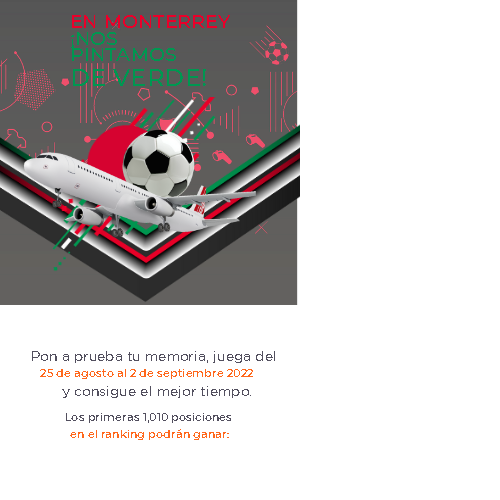 EN MONTERREY
¡NOS
PINTAMOS
DE VERDE!
Pon a prueba tu memoria, juega del
25 de agosto al 2 de septiembre 2022
y consigue el mejor tiempo.
Los primeras 1,010 posiciones
en el ranking podrán ganar: